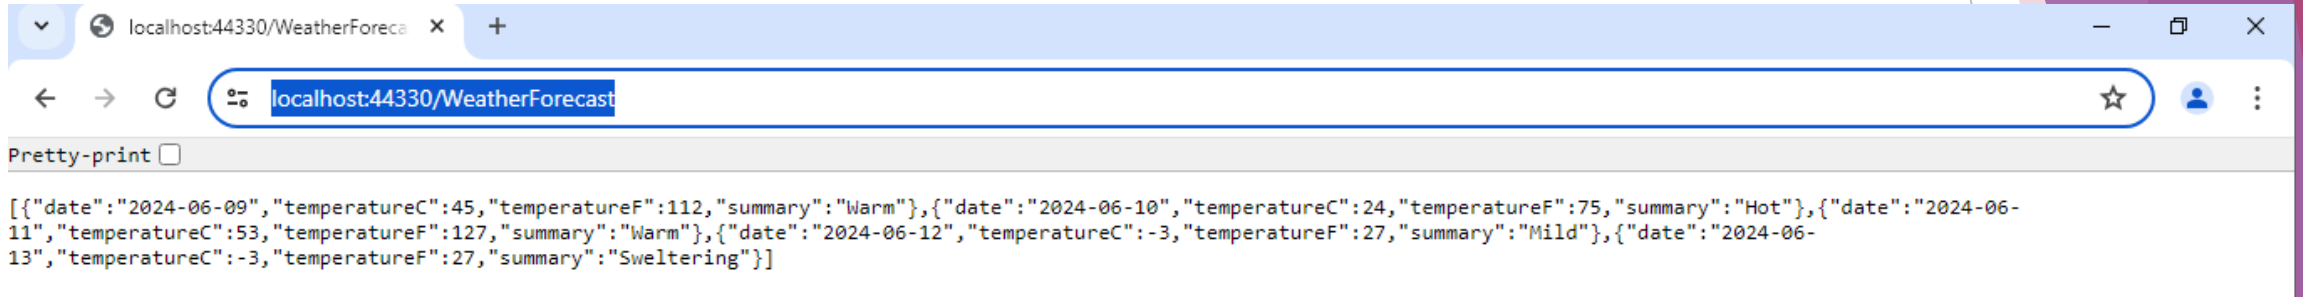 localhost:44330/WeatherForeca
localhost:44330/WeatherForecast
Pretty-print
[{"date":"2024-06-09","temperatureC":45,"temperatureF":112,"summary":"Warm"},{"date":"2024-06-10","temperatureC":24,"temperatureF":75,"summary":"Hot"},{"date":"2024-06-
11","temperatureC":53,"temperatureF":127,"summary":"Warm"},{"date":"2024-06-12","temperatureC":-3,"temperatureF":27,"summary":"Mild"},{"date":"2024-06-
13","temperatureC":-3,"temperatureF":27,"summary":"Sweltering"}]